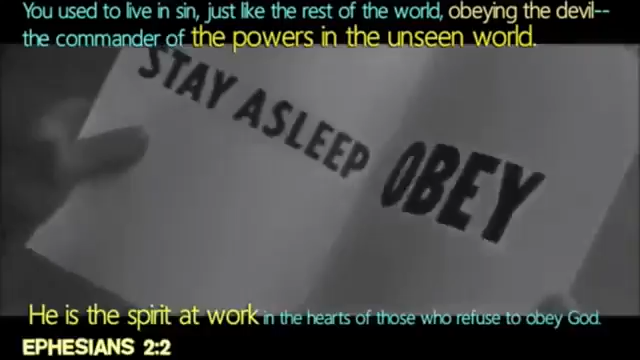 You used to live in sin, just like the rest of the world, obeying the devil--
the commander of the powers in the unseen world.
STAY ASLEEP OBEY
He is the spirit at work in the hearts of those who refuse to obey God.
EPHESIANS 2:2